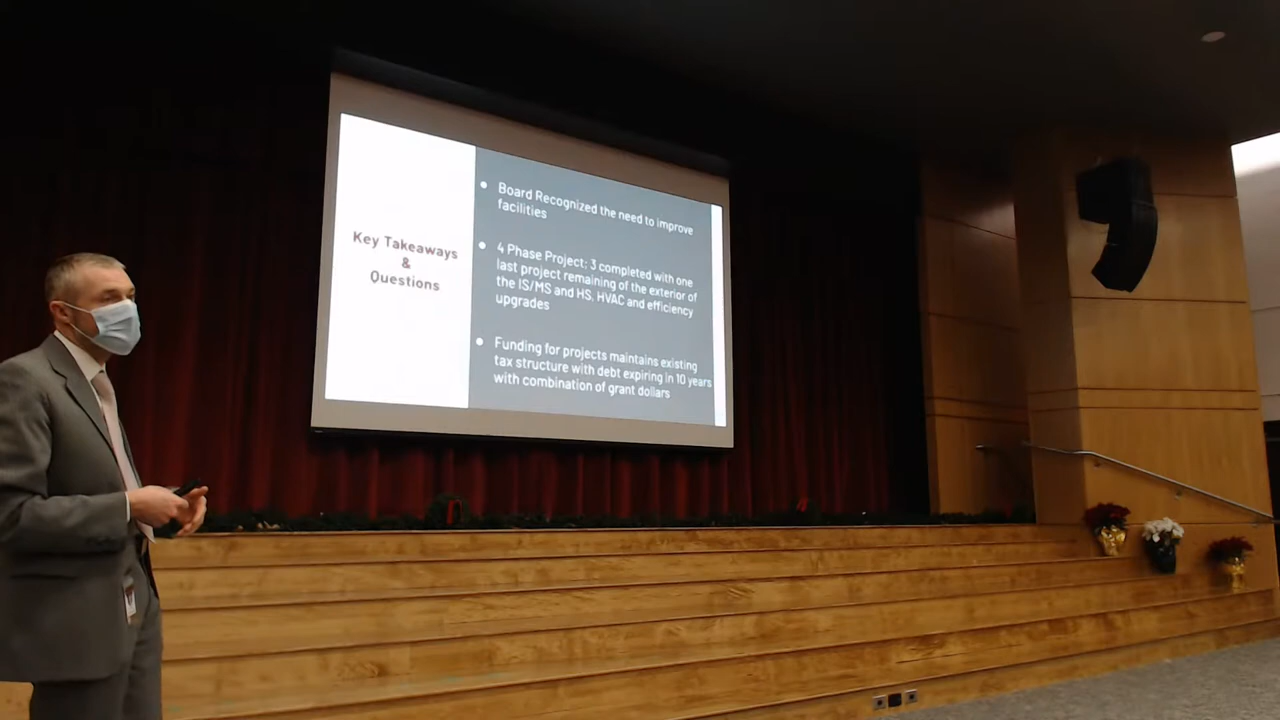 Key Takeaways
&
Questions
● Board Recognized the need to improve
facilities
● 4 Phase Project: 3 completed with one
last project remaining of the exterior of
the IS/MS and HS, HVAC and efficiency
upgrades
● Funding for projects maintains existing
tax structure with debt expiring in 10 years
with combination of grant dollars